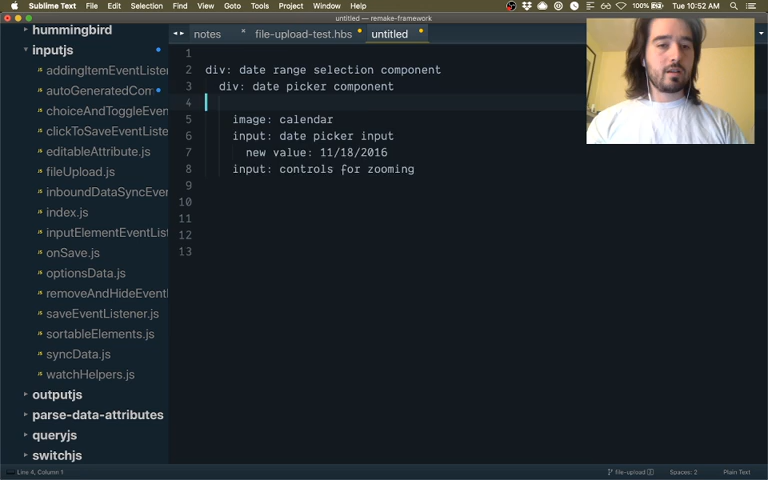 Sublime Text File Edit Selection Find View Goto Tools Project Window Help 100% Tue 10:52 AM
untitled — remake-framework
hummingbird
inputjs
addingItemEventListe
autoGeneratedCom
choiceAndToggleEven
clickToSaveEventListe
editableAttribute.js
fileUpload.js
inboundDataSyncEver
index.js
inputElementEventList
onSave.js
optionsData.js
removeAndHideEventl
saveEventListener.js
sortableElements.js
syncData.js
watchHelpers.js
outputjs
parse-data-attributes
queryjs
switchjs
notes file-upload-test.hbs untitled
1
2 div: date range selection component
3 div: date picker component
4
5 image: calendar
6 input: date picker input
7 new value: 11/18/2016
8 input: controls for zooming
9
10
11
12
13
Line 4, Column 1 file-upload 2 Spaces: 2 Plain Text